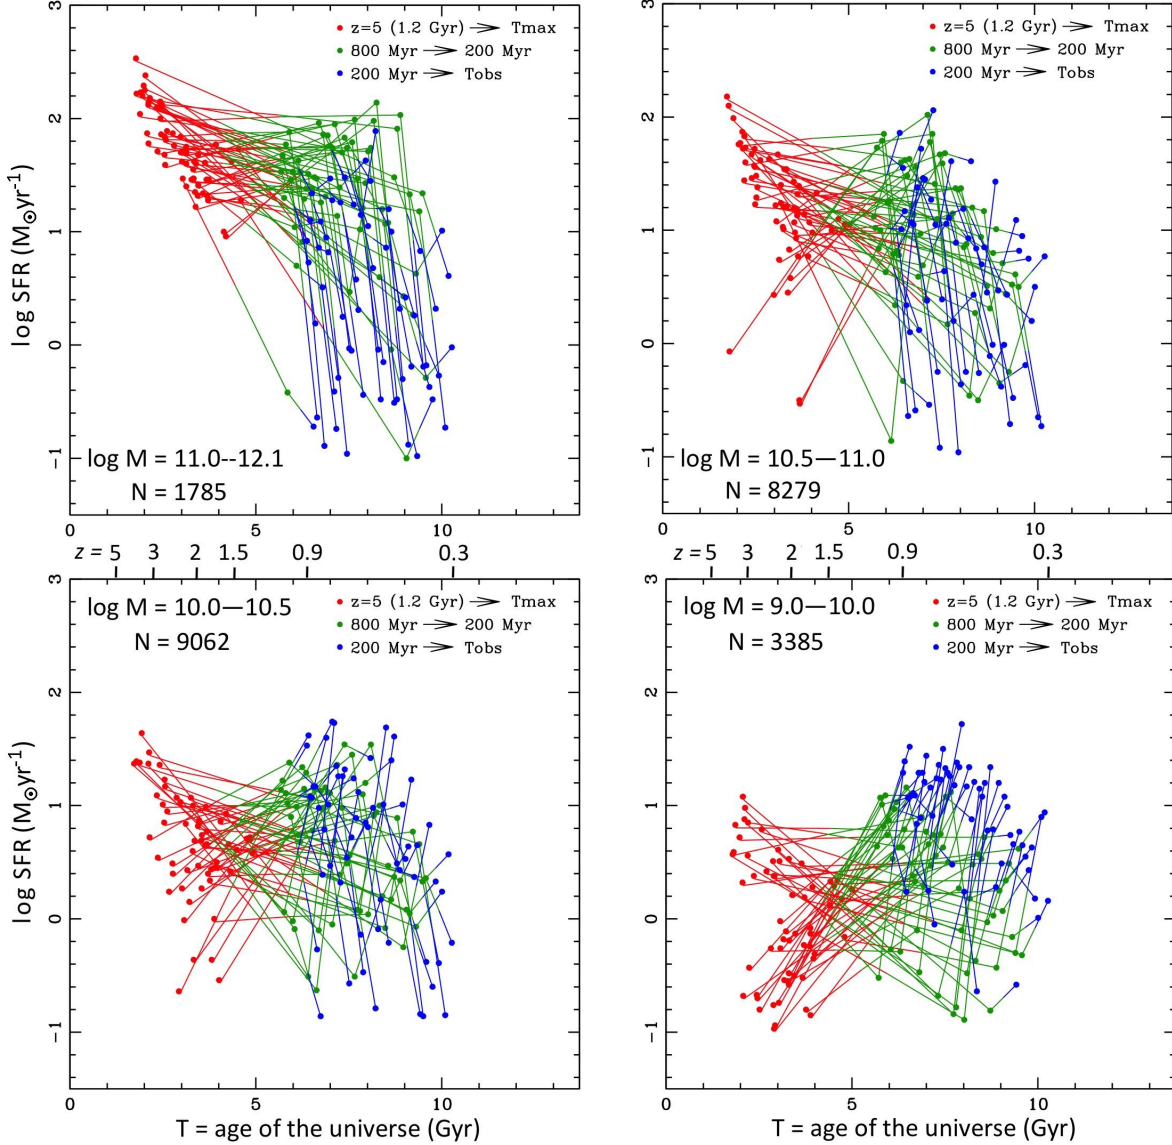 z=5 (1.2 Gyr) → Tmax
800 Myr → 200 Myr
200 Myr → Tobs
3
2
1
0
−1
log SFR (M⊙yr⁻¹)
log M = 11.0--12.1
N = 1785
0 5 10
z=5 (1.2 Gyr) → Tmax
800 Myr → 200 Myr
200 Myr → Tobs
3
2
1
0
−1
log M = 10.5—11.0
N = 8279
0 5 10
z = 5 3 2 1.5 0.9 0.3
z = 5 3 2 1.5 0.9 0.3
log M = 10.0—10.5
N = 9062
z=5 (1.2 Gyr) → Tmax
800 Myr → 200 Myr
200 Myr → Tobs
3
2
1
0
−1
log SFR (M⊙yr⁻¹)
0 5 10
T = age of the universe (Gyr)
log M = 9.0—10.0
N = 3385
z=5 (1.2 Gyr) → Tmax
800 Myr → 200 Myr
200 Myr → Tobs
3
2
1
0
−1
0 5 10
T = age of the universe (Gyr)